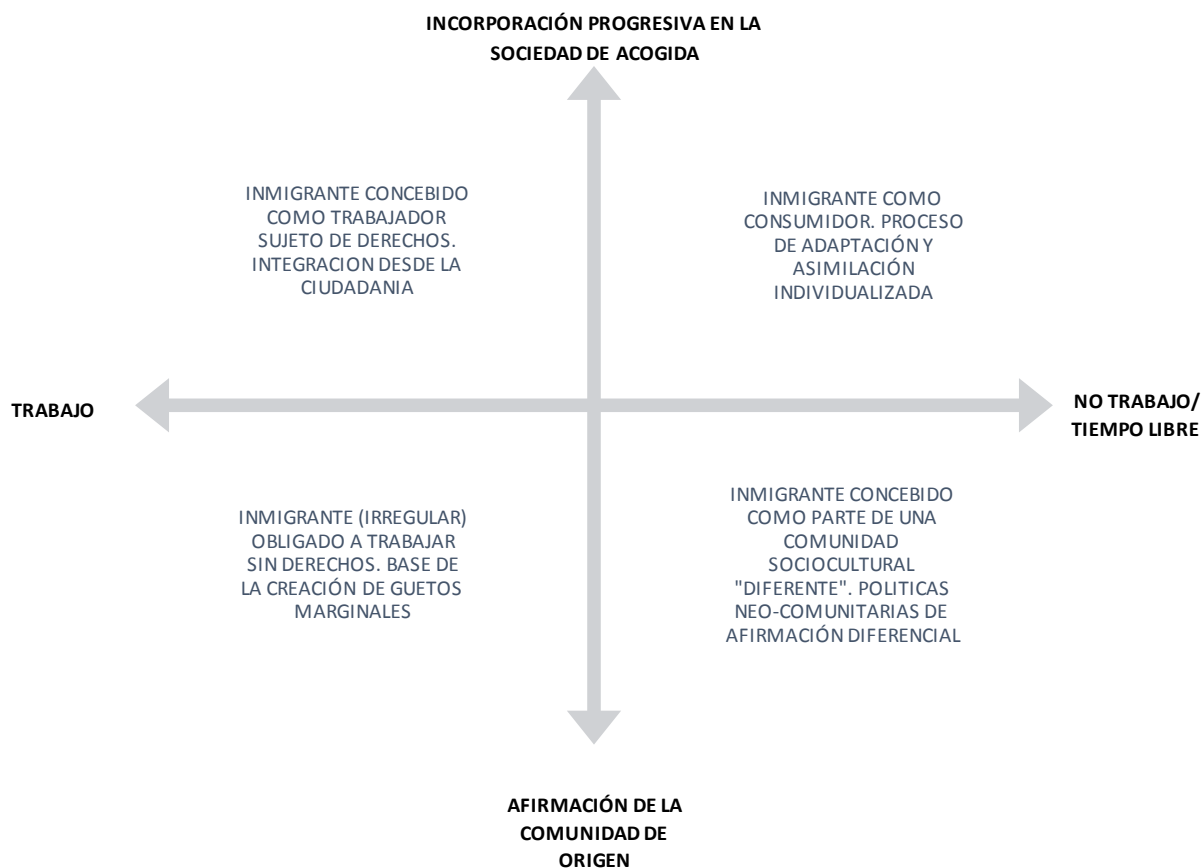 INCORPORACIÓN PROGRESIVA EN LA
SOCIEDAD DE ACOGIDA
INMIGRANTE CONCEBIDO
COMO TRABAJADOR
SUJETO DE DERECHOS.
INTEGRACION DESDE LA
CIUDADANIA
INMIGRANTE COMO
CONSUMIDOR. PROCESO
DE ADAPTACIÓN Y
ASIMILACIÓN
INDIVIDUALIZADA
TRABAJO
NO TRABAJO/
TIEMPO LIBRE
INMIGRANTE (IRREGULAR)
OBLIGADO A TRABAJAR
SIN DERECHOS. BASE DE
LA CREACIÓN DE GUETOS
MARGINALES
INMIGRANTE CONCEBIDO
COMO PARTE DE UNA
COMUNIDAD
SOCIOCULTURAL
"DIFERENTE". POLITICAS
NEO-COMUNITARIAS DE
AFIRMACIÓN DIFERENCIAL
AFIRMACIÓN DE LA
COMUNIDAD DE
ORIGEN